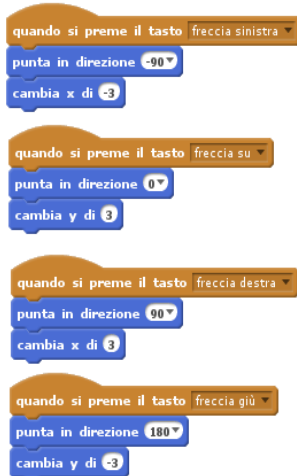 quando si preme il tasto freccia sinistra
punta in direzione -90
cambia x di -3
quando si preme il tasto freccia su
punta in direzione 0
cambia y di 3
quando si preme il tasto freccia destra
punta in direzione 90
cambia x di 3
quando si preme il tasto freccia giù
punta in direzione 180
cambia y di -3